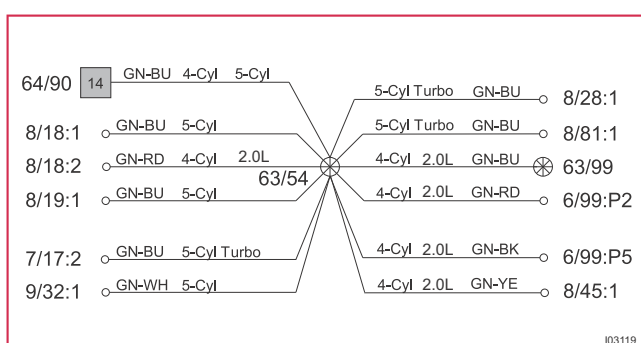 64/90 14 GN-BU 4-Cyl 5-Cyl
5-Cyl Turbo GN-BU 8/28:1
8/18:1 GN-BU 5-Cyl
5-Cyl Turbo GN-BU 8/81:1
8/18:2 GN-RD 4-Cyl 2.0L
63/54
4-Cyl 2.0L GN-BU 63/99
8/19:1 GN-BU 5-Cyl
4-Cyl 2.0L GN-RD 6/99:P2
7/17:2 GN-BU 5-Cyl Turbo
4-Cyl 2.0L GN-BK 6/99:P5
9/32:1 GN-WH 5-Cyl
4-Cyl 2.0L GN-YE 8/45:1
I03119